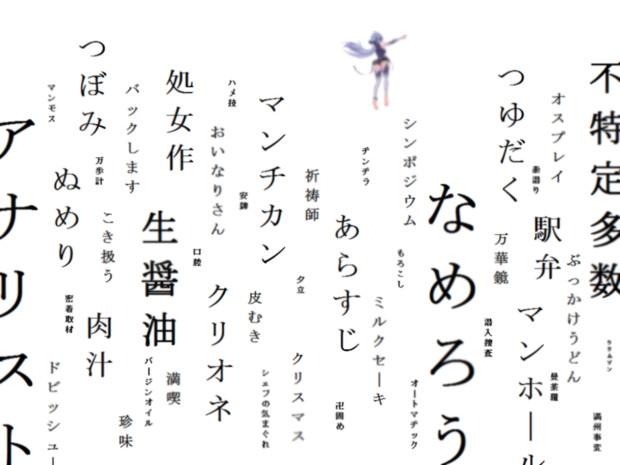 不特定多数
満州事変
オスプレイ
ぶっかけうどん
曼荼羅
つゆだく
素潜り
駅弁
マンホール
万華鏡
潜入捜査
なめろう
シンポジウム
もろこし
オートマチック
チンチラ
ミルクセーキ
あらすじ
卍固め
祈祷師
夕立
クリスマス
マンチカン
皮むき
シェフの気まぐれ
ハメ技
安牌
おいなりさん
クリオネ
処女作
口腔
満喫
生醤油
バージンオイル
バックします
珍味
つぼみ
万歩計
こき扱う
肉汁
マンモス
ぬめり
密着取材
ドビッシュー
アナリスト